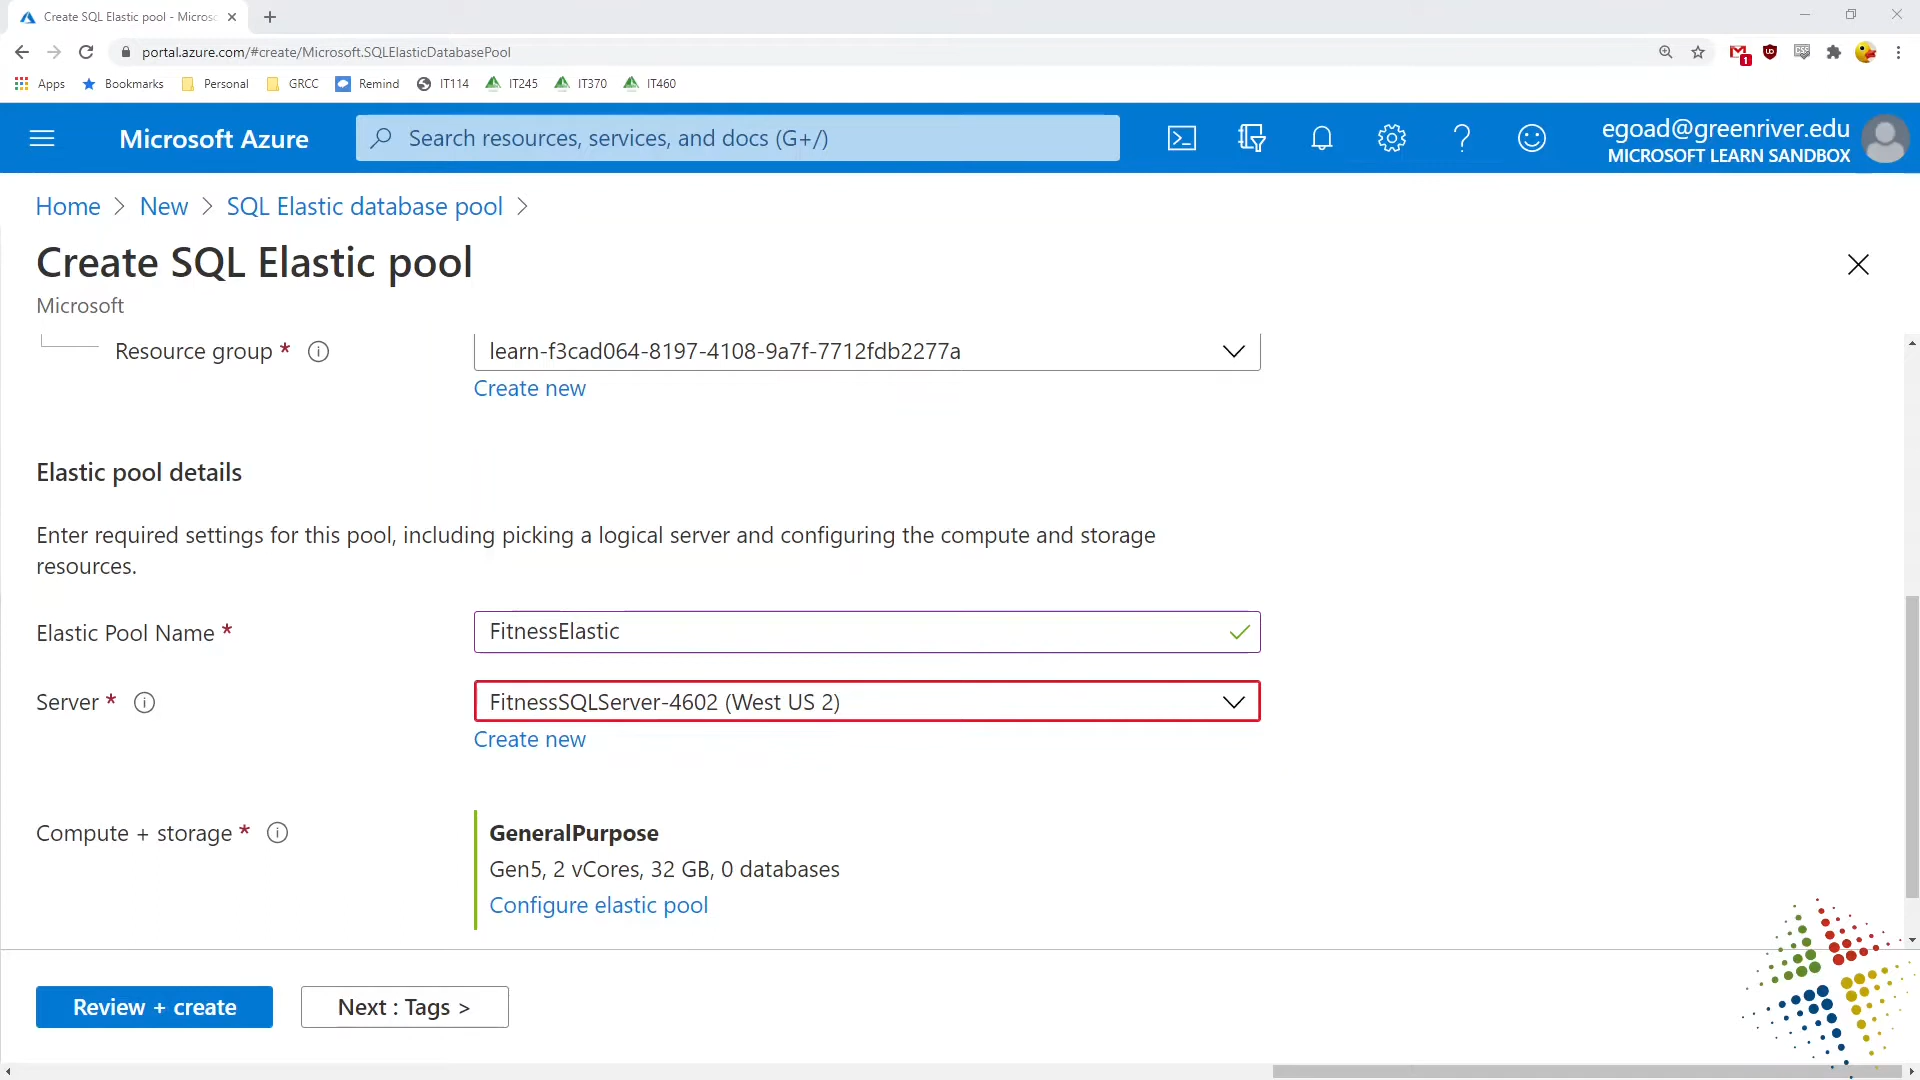 Create SQL Elastic pool - Micros
portal.azure.com/#create/Microsoft.SQLElasticDatabasePool
1
Apps
Bookmarks
Personal
GRCC
Remind
IT114
IT245
IT370
IT460
Microsoft Azure
Search resources, services, and docs (G+/)
egoad@greenriver.edu
MICROSOFT LEARN SANDBOX
Home > New > SQL Elastic database pool >
Create SQL Elastic pool
Microsoft
Resource group *
learn-f3cad064-8197-4108-9a7f-7712fdb2277a
Create new
Elastic pool details
Enter required settings for this pool, including picking a logical server and configuring the compute and storage
resources.
Elastic Pool Name *
FitnessElastic
Server *
FitnessSQLServer-4602 (West US 2)
Create new
Compute + storage *
GeneralPurpose
Gen5, 2 vCores, 32 GB, 0 databases
Configure elastic pool
Review + create
Next : Tags >